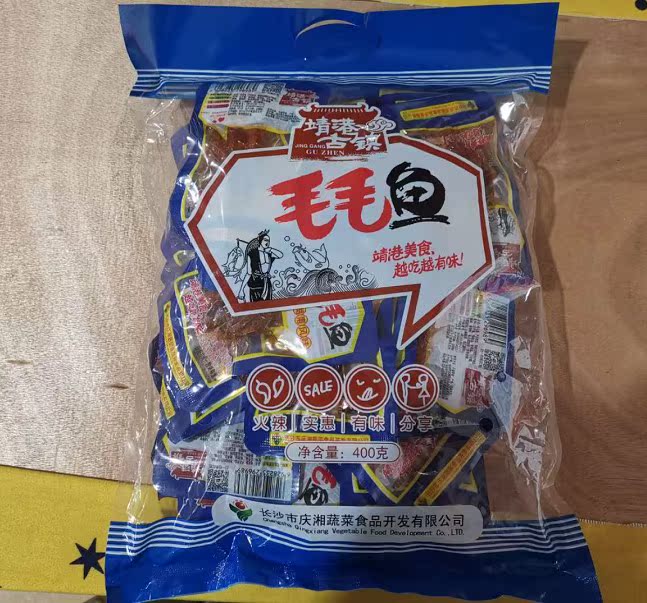 靖港
古镇
JING GANG
GU ZHEN
毛毛鱼
靖港美食，
越吃越有味！
鱼
SALE
火辣|实惠|有味|分享
净含量：400克
长沙市庆湘蔬菜食品开发有限公司
Changsha Qingxiang Vegetable Food Development Co.,LTD.